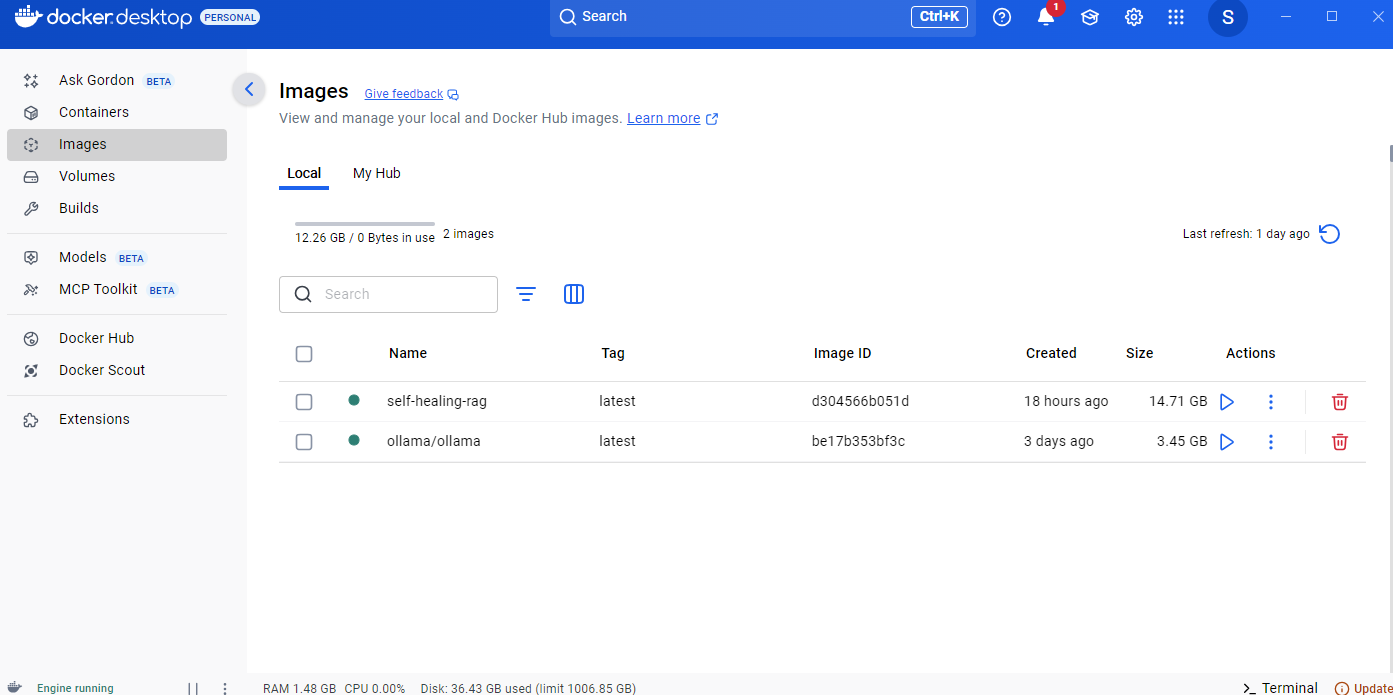 docker.desktop PERSONAL
Search Ctrl+K 1 S
Ask Gordon BETA
Containers
Images
Volumes
Builds
Models BETA
MCP Toolkit BETA
Docker Hub
Docker Scout
Extensions
Images Give feedback
View and manage your local and Docker Hub images. Learn more
Local My Hub
12.26 GB / 0 Bytes in use 2 images
Last refresh: 1 day ago
Search
Name Tag Image ID Created Size Actions
self-healing-rag latest d304566b051d 18 hours ago 14.71 GB
ollama/ollama latest be17b353bf3c 3 days ago 3.45 GB
Engine running RAM 1.48 GB CPU 0.00% Disk: 36.43 GB used (limit 1006.85 GB) Terminal Update